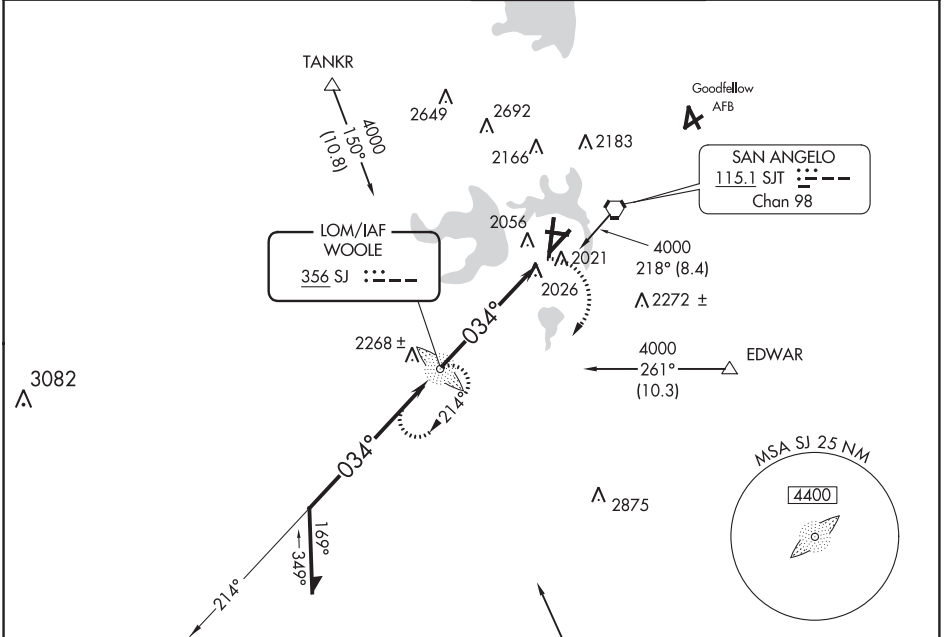 TANKR
4000
150°
(10.8)
2649
2692
2166
2183
Goodfellow
AFB
SAN ANGELO
115.1 SJT
Chan 98
LOM/IAF
WOOLE
356 SJ
2056
2021
2026
4000
218° (8.4)
2272 ±
034°
2268 ±
4000
261°
(10.3)
EDWAR
3082
214°
034°
MSA SJ 25 NM
4400
2875
169°
349°
214°